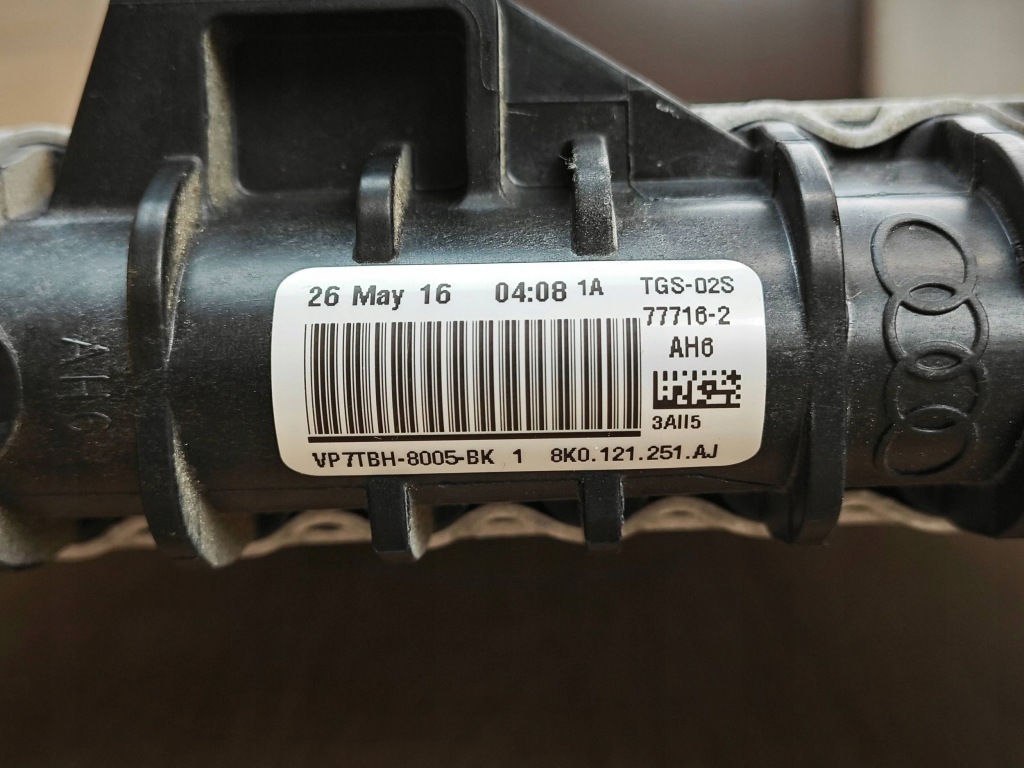 26 May 16 04:08 1A TGS-02S
77716-2
AH6
3AII5
VP7TBH-8005-BK 1 8K0.121.251.AJ
AH6